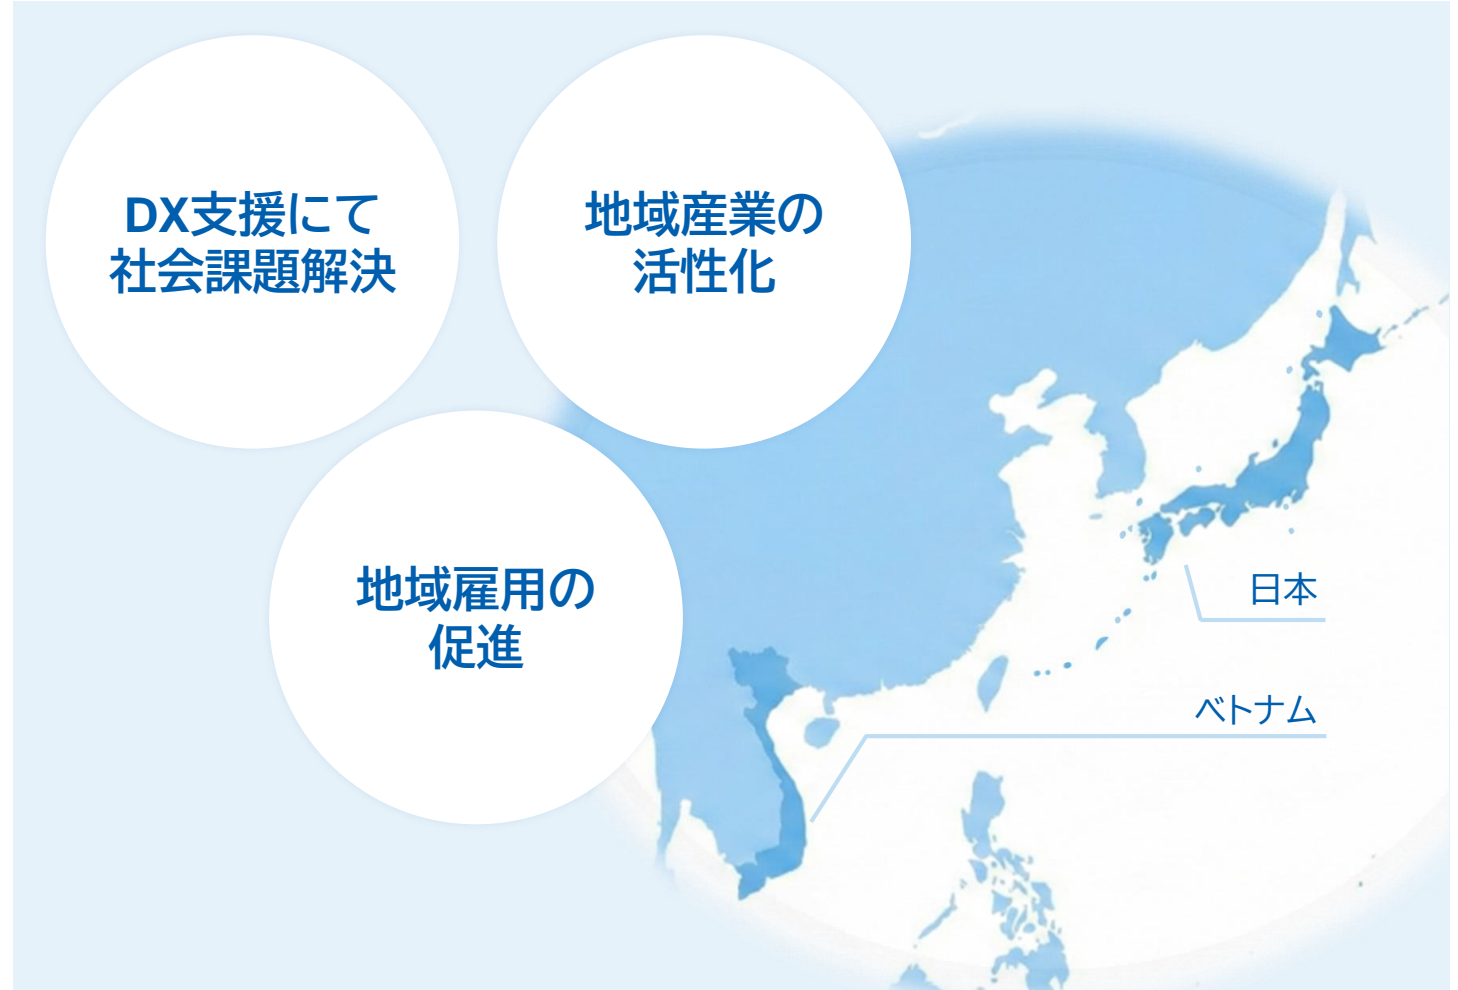 DX支援にて
社会課題解決
地域産業の
活性化
地域雇用の
促進
日本
ベトナム